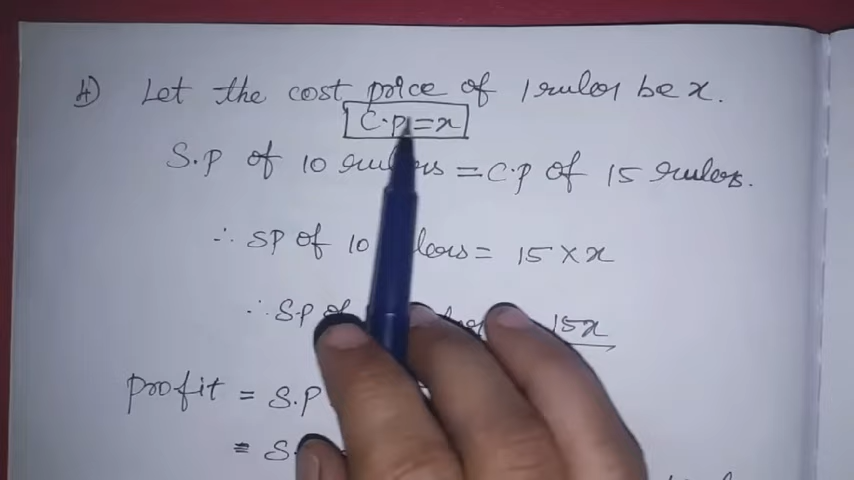 4) Let the cost price of 1 ruler be x.
C.P = x
S.P of 10 rulers = C.P of 15 rulers.
∴ SP of 10 = 15 × x
∴ S.P of 15x
Profit = S.P
= S.